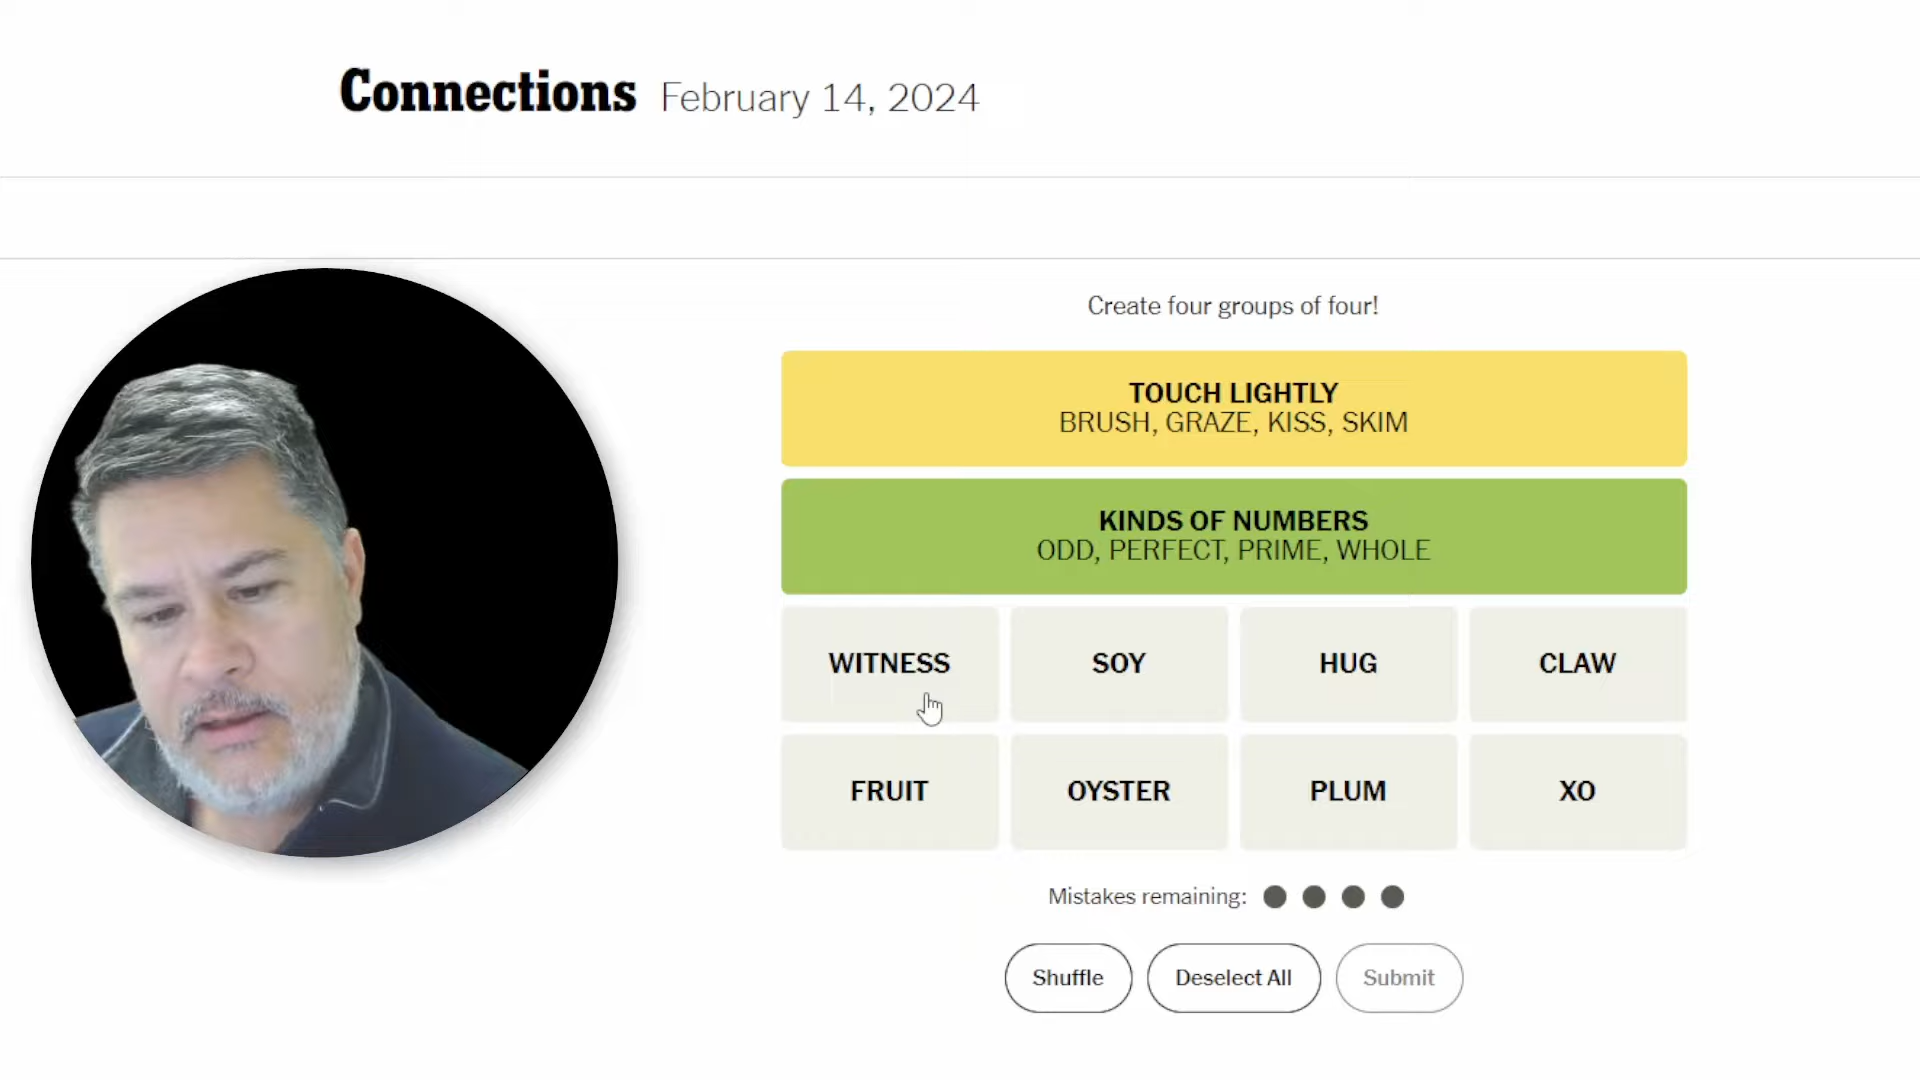 Connections February 14, 2024
Create four groups of four!
TOUCH LIGHTLY
BRUSH, GRAZE, KISS, SKIM
KINDS OF NUMBERS
ODD, PERFECT, PRIME, WHOLE
WITNESS SOY HUG CLAW
FRUIT OYSTER PLUM XO
Mistakes remaining:
Shuffle Deselect All Submit